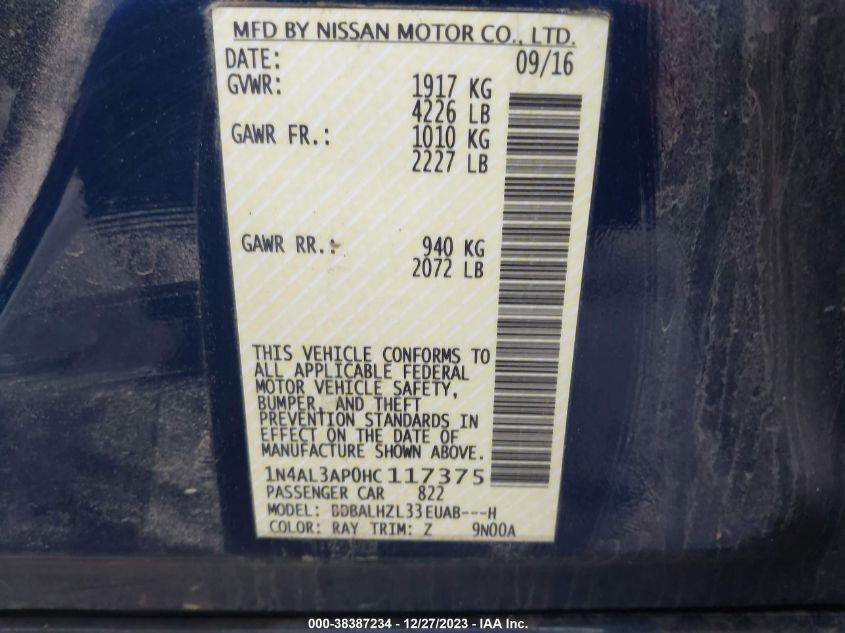 MFD BY NISSAN MOTOR CO., LTD.
DATE: 09/16
GVWR: 1917 KG
4226 LB
GAWR FR.: 1010 KG
2227 LB
GAWR RR.: 940 KG
2072 LB
THIS VEHICLE CONFORMS TO
ALL APPLICABLE FEDERAL
MOTOR VEHICLE SAFETY,
BUMPER, AND THEFT
PREVENTION STANDARDS IN
EFFECT ON THE DATE OF
MANUFACTURE SHOWN ABOVE.
1N4AL3AP0HC 117375
PASSENGER CAR 822
MODEL: BDBALHZL33EUAB---H
COLOR: RAY TRIM: Z 9N00A
000-38387234 - 12/27/2023 - IAA Inc.